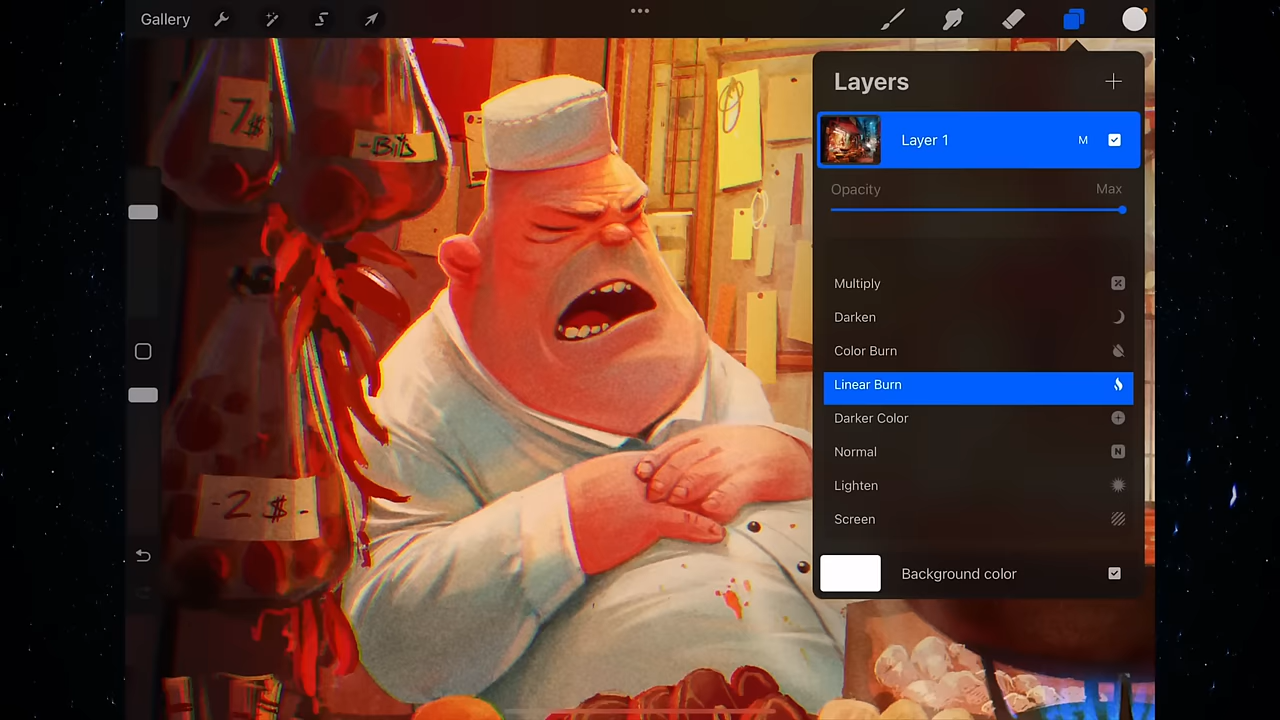 Gallery
Layers
Layer 1 M
Opacity Max
Multiply
Darken
Color Burn
Linear Burn
Darker Color
Normal N
Lighten
Screen
Background color
-7$
-2 $-